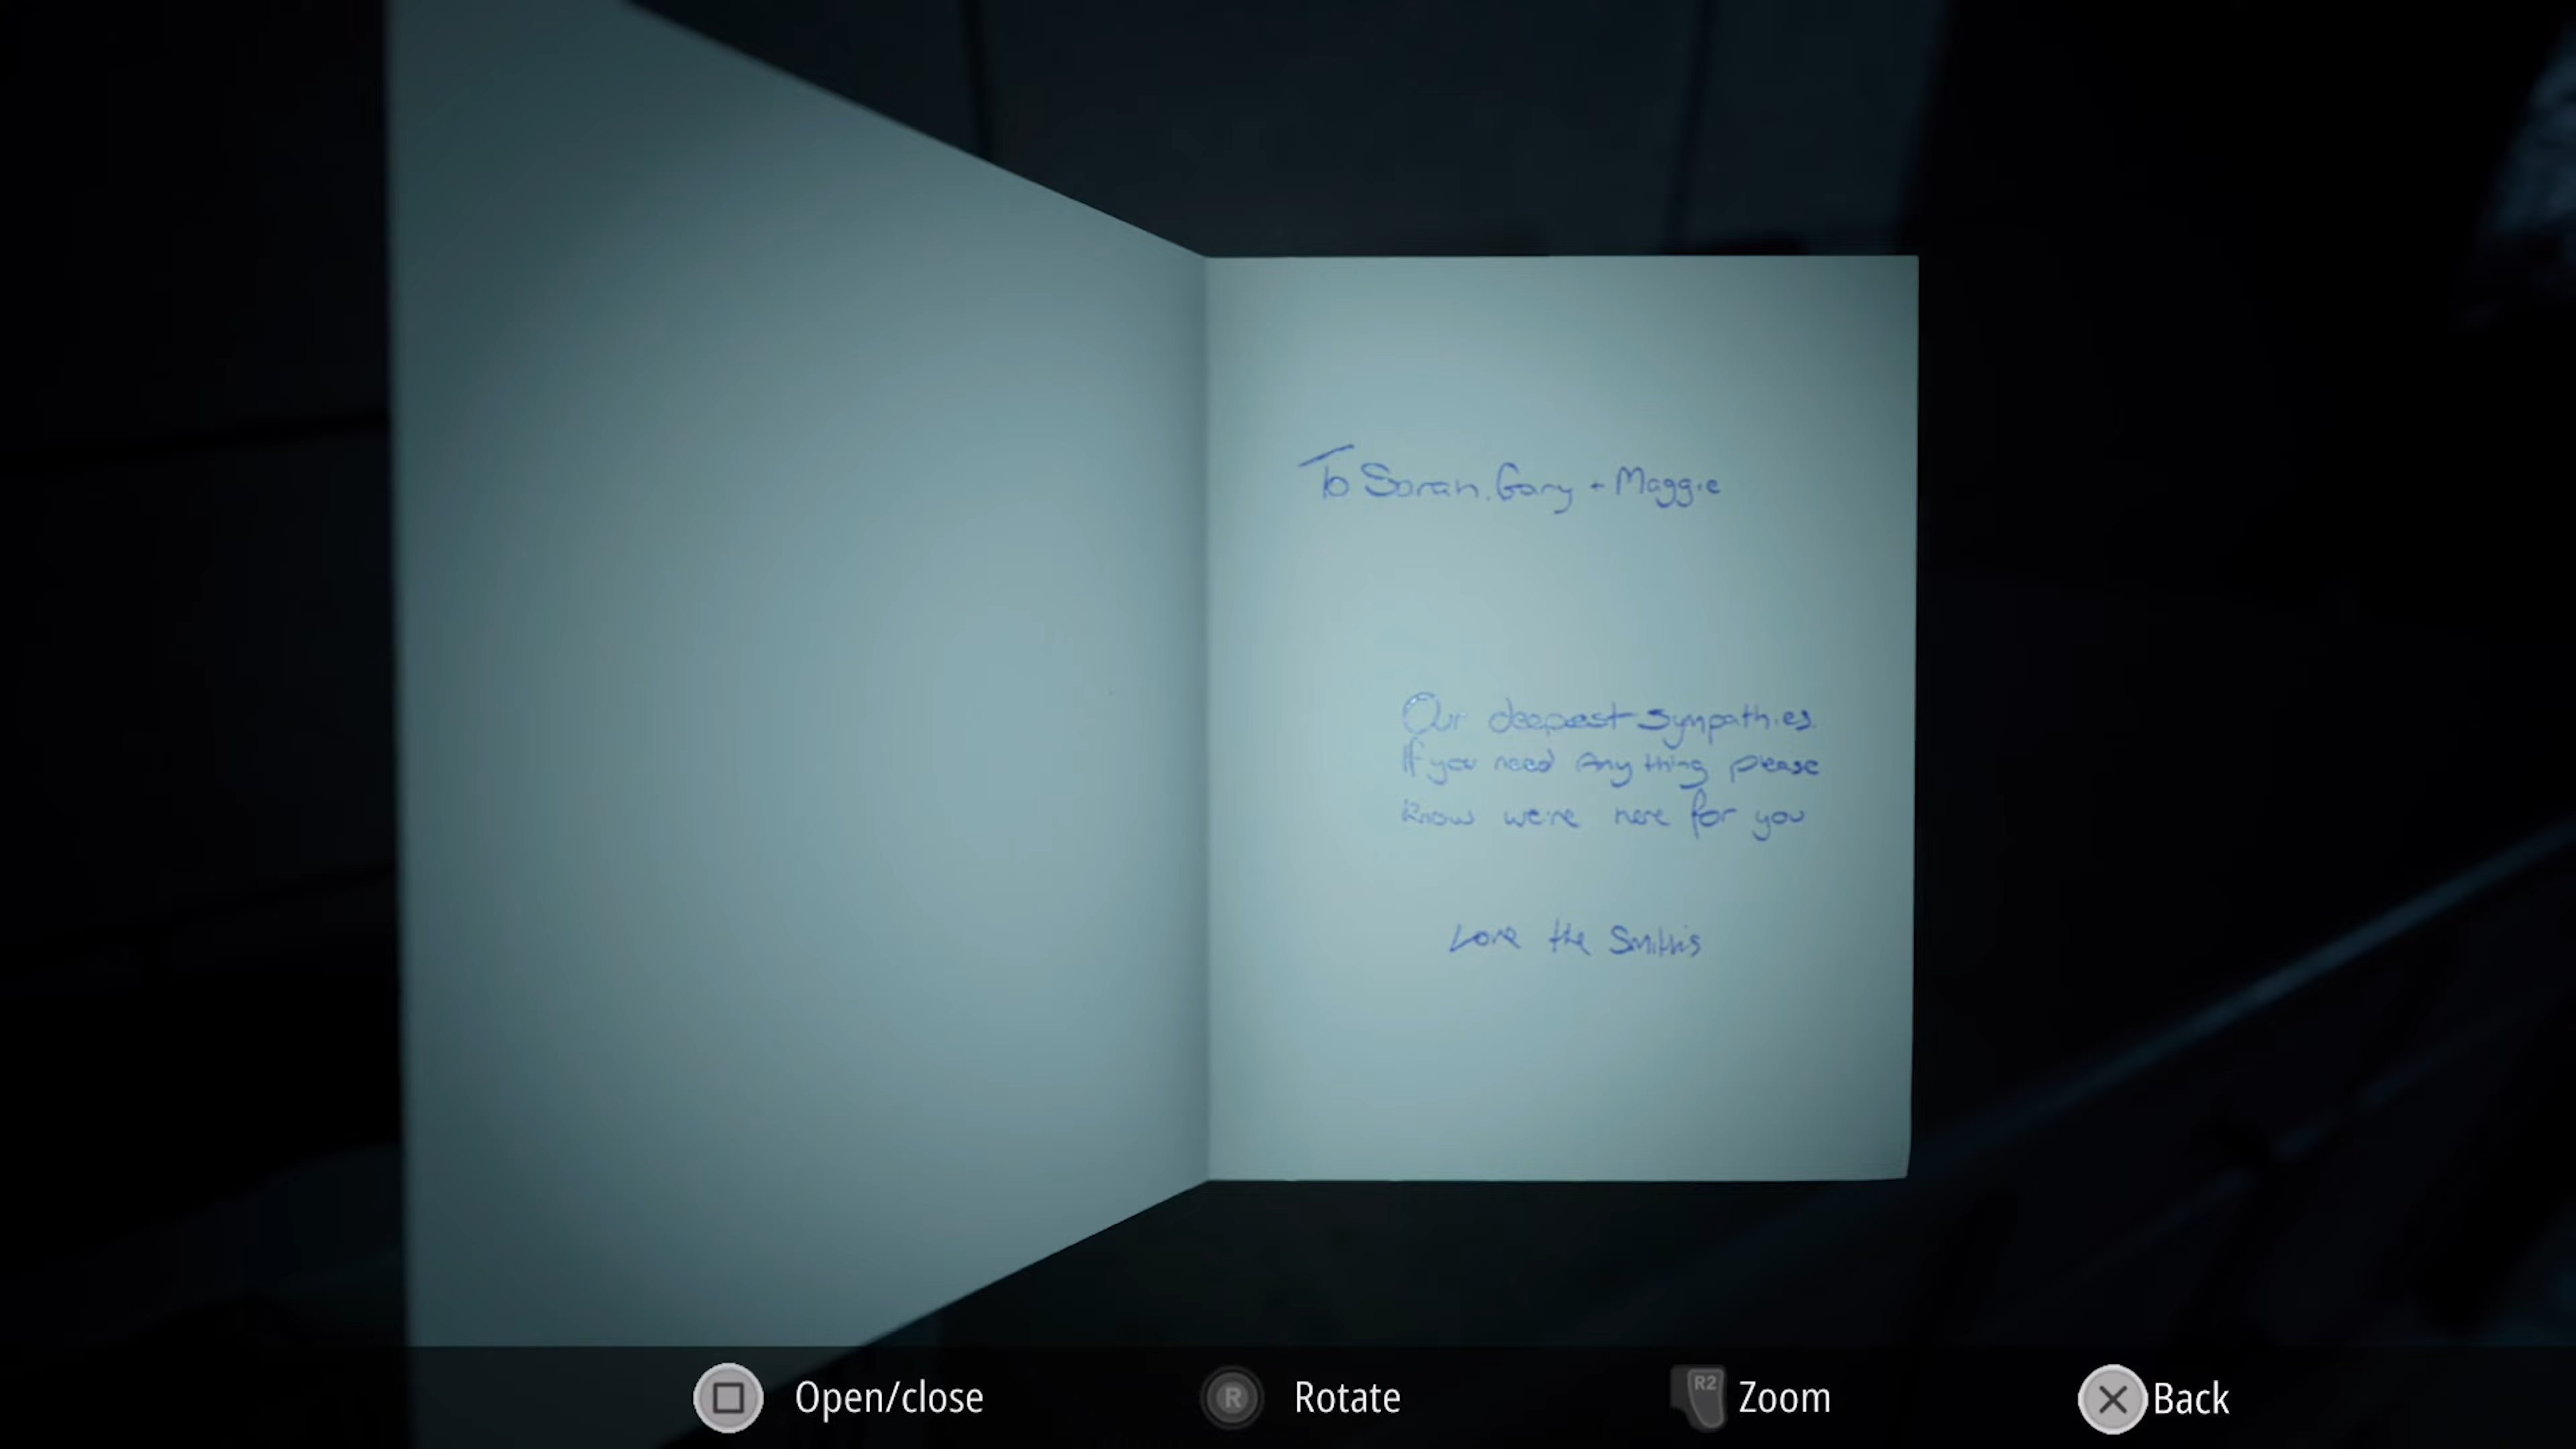 To Sarah, Gary + Maggie
Our deepest sympathies.
If you need Anything please
know we're here for you
Love the Smith's
Open/close
R
Rotate
R2
Zoom
Back